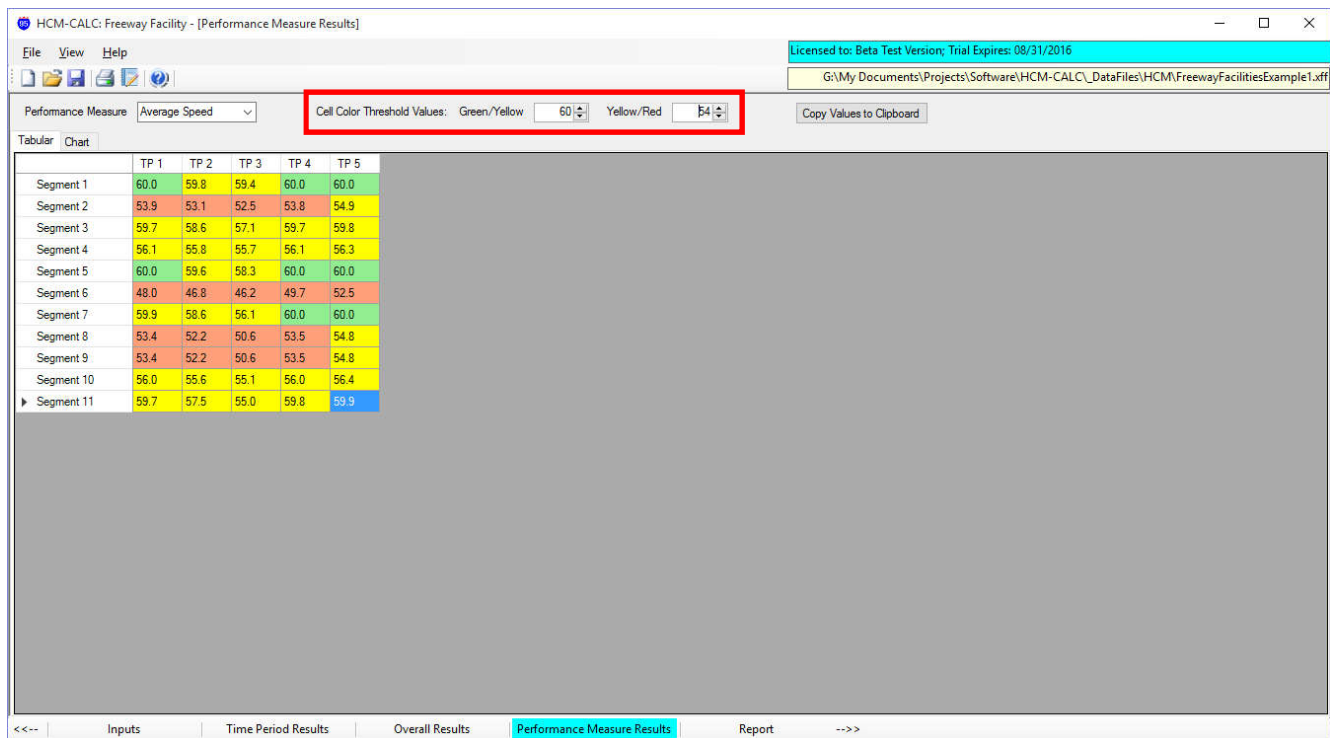 HCM-CALC: Freeway Facility - [Performance Measure Results]
File View Help
Licensed to: Beta Test Version; Trial Expires: 08/31/2016
G:\My Documents\Projects\Software\HCM-CALC\_DataFiles\HCM\FreewayFacilitiesExample1.xff
Performance Measure Average Speed Cell Color Threshold Values: Green/Yellow 60 Yellow/Red 54 Copy Values to Clipboard
Tabular Chart
TP 1 TP 2 TP 3 TP 4 TP 5
Segment 1 60.0 59.8 59.4 60.0 60.0
Segment 2 53.9 53.1 52.5 53.8 54.9
Segment 3 59.7 58.6 57.1 59.7 59.8
Segment 4 56.1 55.8 55.7 56.1 56.3
Segment 5 60.0 59.6 58.3 60.0 60.0
Segment 6 48.0 46.8 46.2 49.7 52.5
Segment 7 59.9 58.6 56.1 60.0 60.0
Segment 8 53.4 52.2 50.6 53.5 54.8
Segment 9 53.4 52.2 50.6 53.5 54.8
Segment 10 56.0 55.6 55.1 56.0 56.4
Segment 11 59.7 57.5 55.0 59.8 59.9
<<-- Inputs Time Period Results Overall Results Performance Measure Results Report -->>